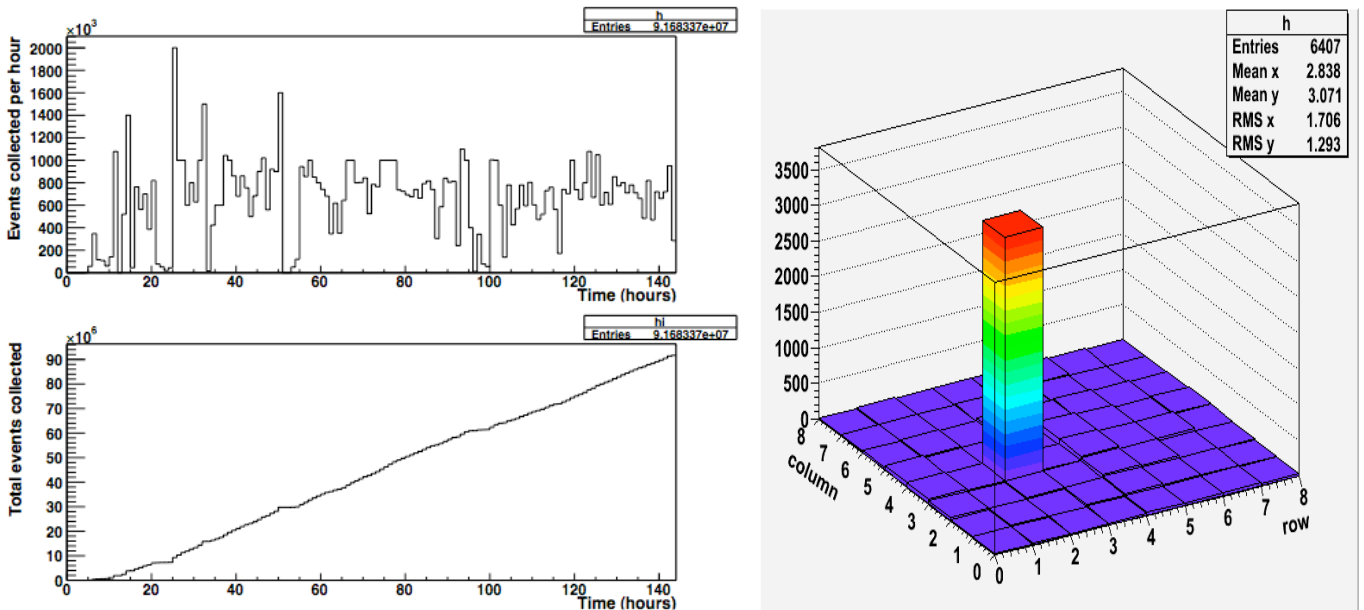 h
Entries 9.168337e+07
×10³
Events collected per hour
2000
1800
1600
1400
1200
1000
800
600
400
200
0
0 20 40 60 80 100 120 140
Time (hours)
hi
Entries 9.168337e+07
×10⁶
Total events collected
90
80
70
60
50
40
30
20
10
0
0 20 40 60 80 100 120 140
Time (hours)
h
Entries 6407
Mean x 2.838
Mean y 3.071
RMS x 1.706
RMS y 1.293
3500
3000
2500
2000
1500
1000
500
0
8 7 6 5 4 3 2 1 0
column
0 1 2 3 4 5 6 7 8
row